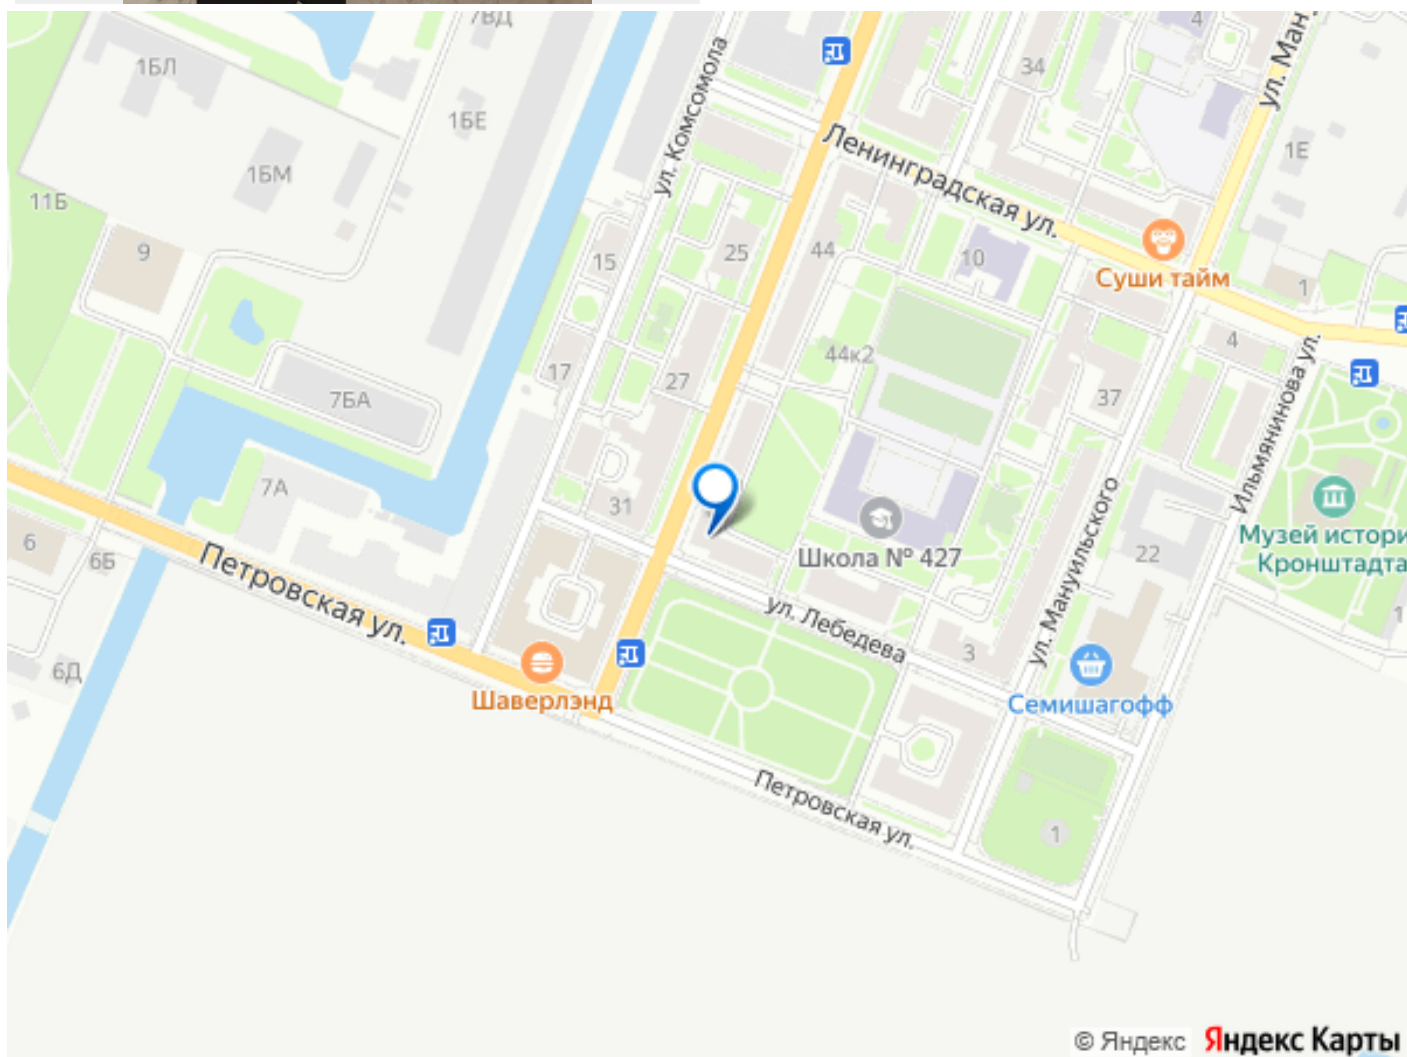 7ВД
4
ул. Ман
1БЛ
34
ул. Комсомола
1БЕ
Ленинградская ул.
1Е
1БМ
11Б
9
15
25
44
10
Суши тайм
1
44к2
4
17
27
7БА
37
Ильмянинова ул.
7А
31
ул. Мануильского
Музей истори
Кронштадта
6
6Б
Школа № 427
22
Петровская ул.
ул. Лебедева
1
3
6Д
Шаверлэнд
Семишагофф
Петровская ул.
1
© Яндекс Яндекс Карты